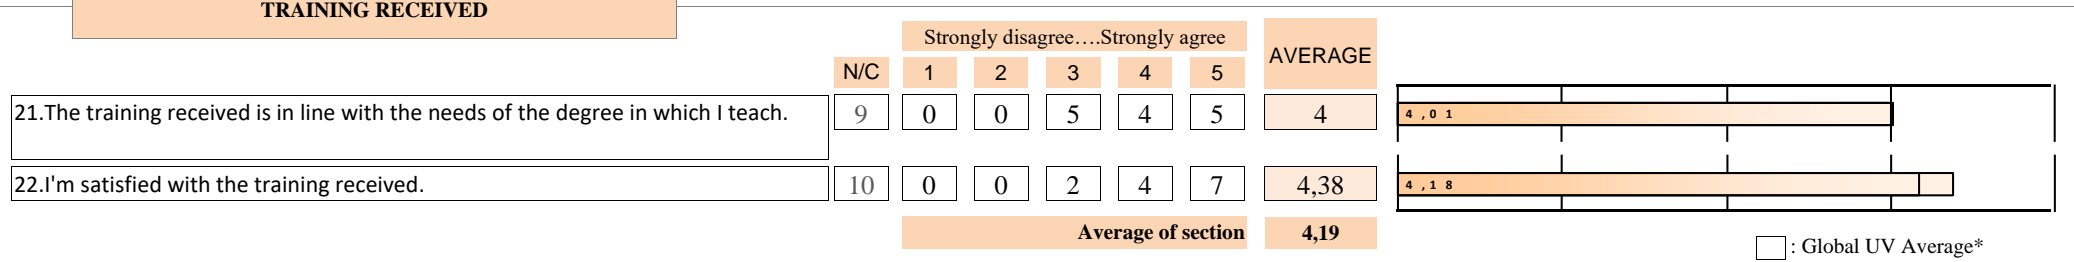 TRAINING RECEIVED
Strongly disagree….Strongly agree
AVERAGE
N/C 1 2 3 4 5
21.The training received is in line with the needs of the degree in which I teach. 9 0 0 5 4 5 4 4,01
22.I'm satisfied with the training received. 10 0 0 2 4 7 4,38 4,18
Average of section 4,19
: Global UV Average*